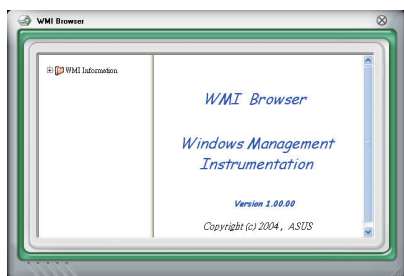 WMI Browser
WMI Information
WMI Browser
Windows Management
Instrumentation
Version 1.00.00
Copyright (c) 2004 , ASUS